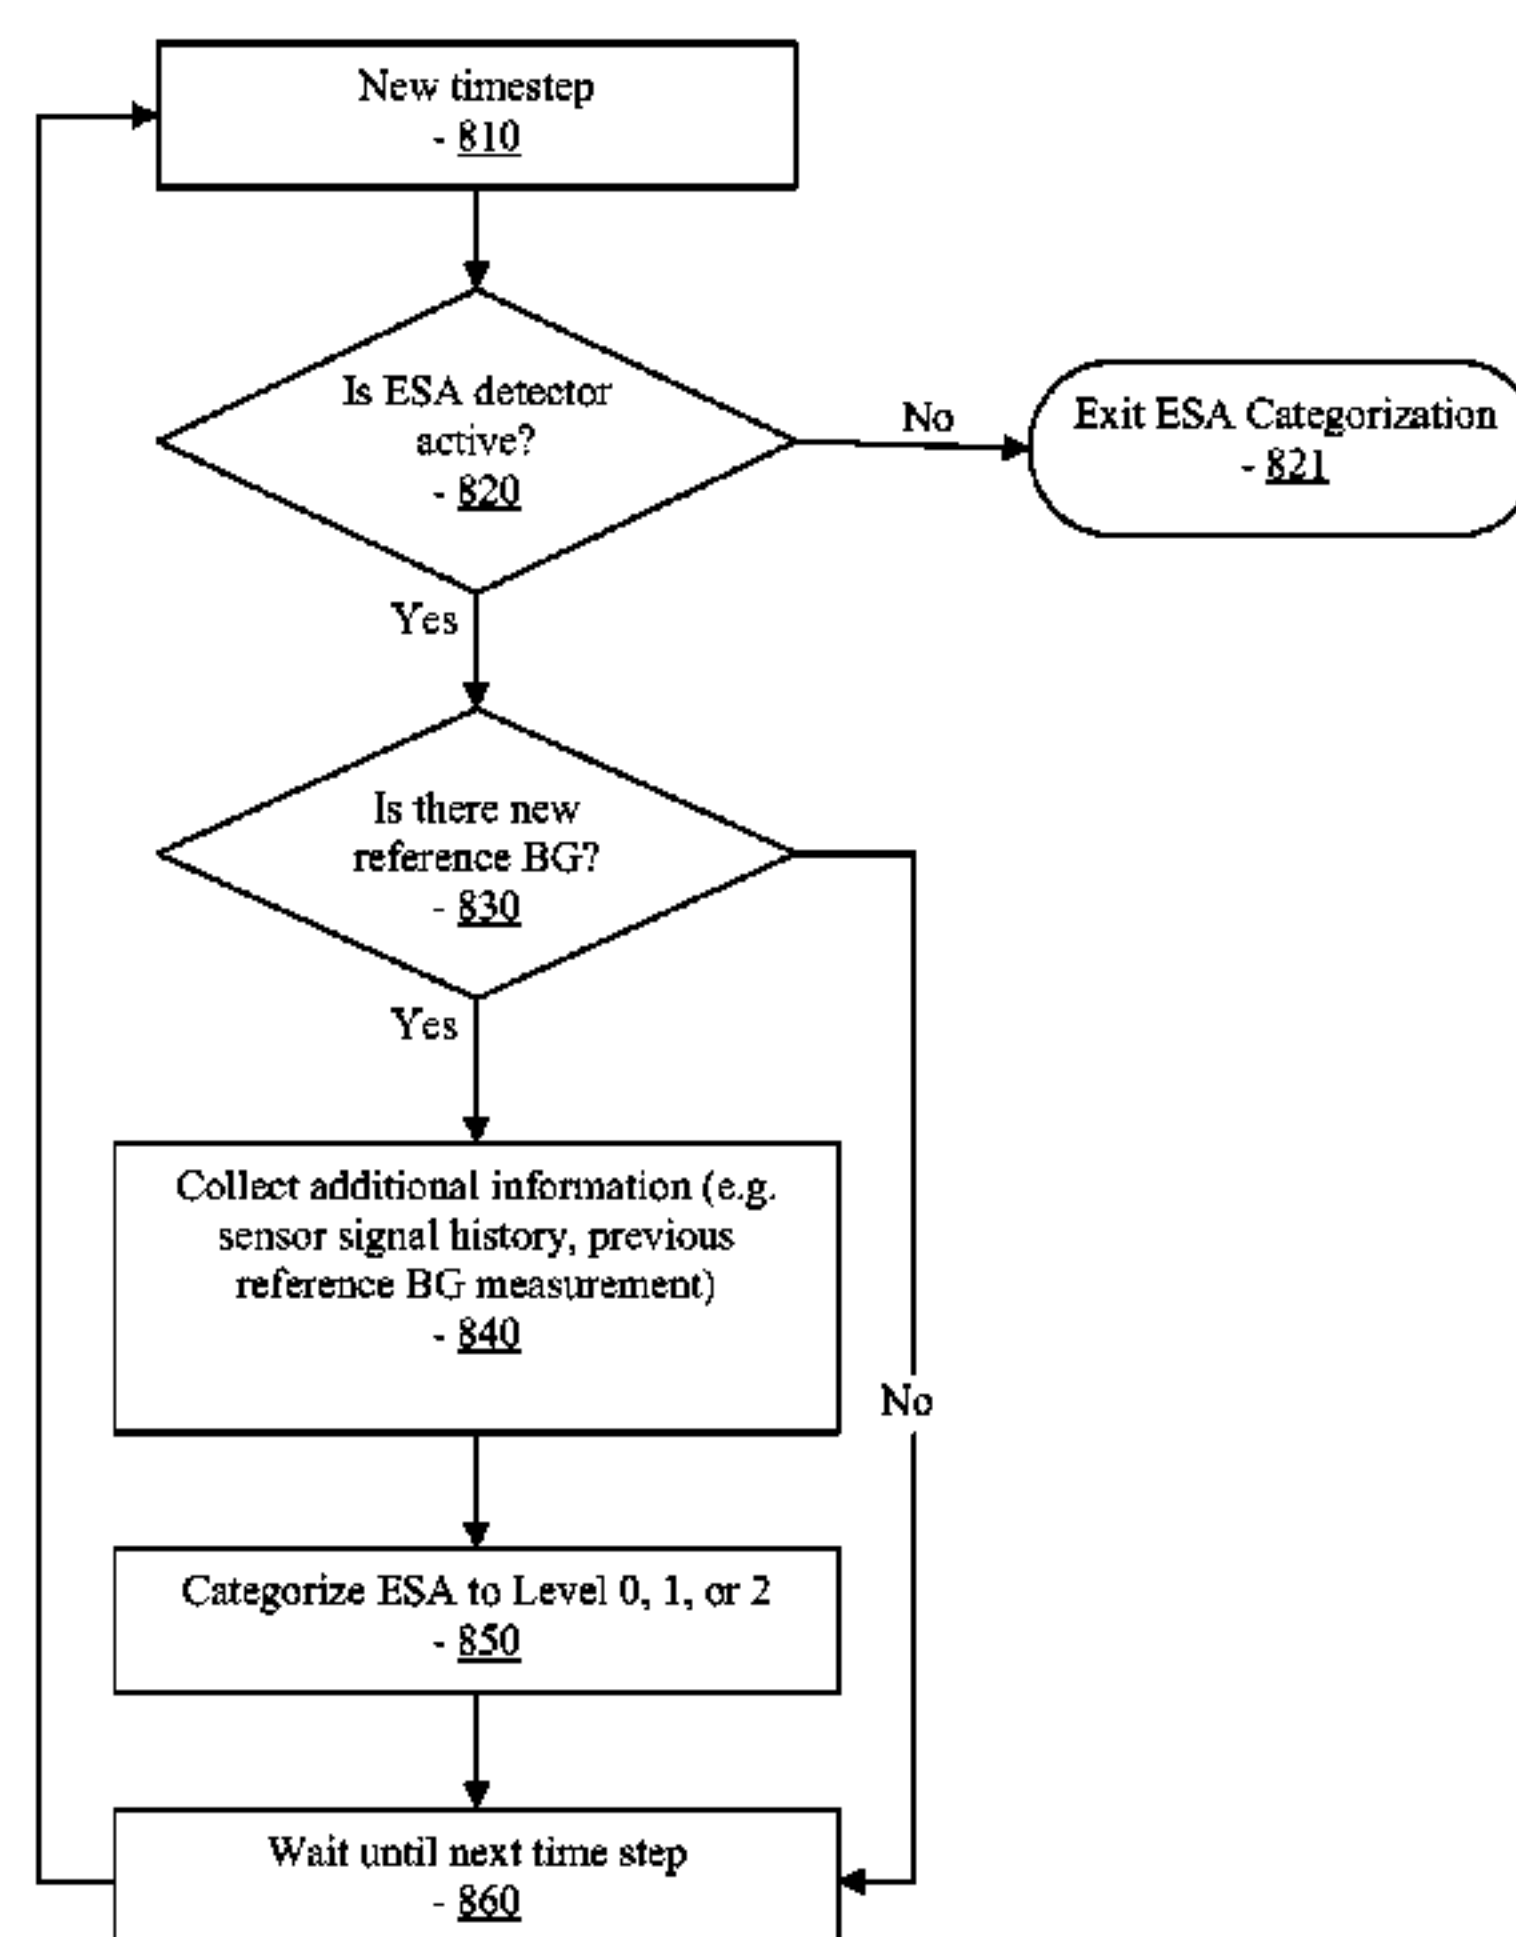 New timestep
- 810
Is ESA detector
active?
- 820
No
Exit ESA Categorization
- 821
Yes
Is there new
reference BG?
- 830
Yes
Collect additional information (e.g.
sensor signal history, previous
reference BG measurement)
- 840
No
Categorize ESA to Level 0, 1, or 2
- 850
Wait until next time step
- 860